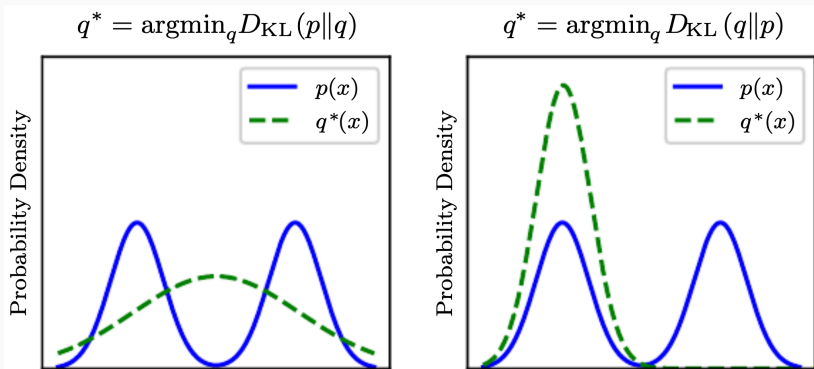 q* = argmin_q D_KL(p‖q)
Probability Density
p(x)
q*(x)
q* = argmin_q D_KL (q‖p)
Probability Density
p(x)
q*(x)